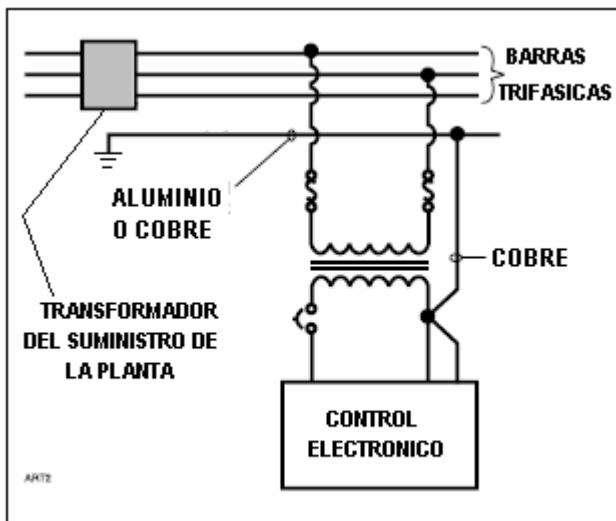 BARRAS
TRIFASICAS
ALUMINIO
O COBRE
COBRE
TRANSFORMADOR
DEL SUMINISTRO DE
LA PLANTA
CONTROL
ELECTRONICO
ART2